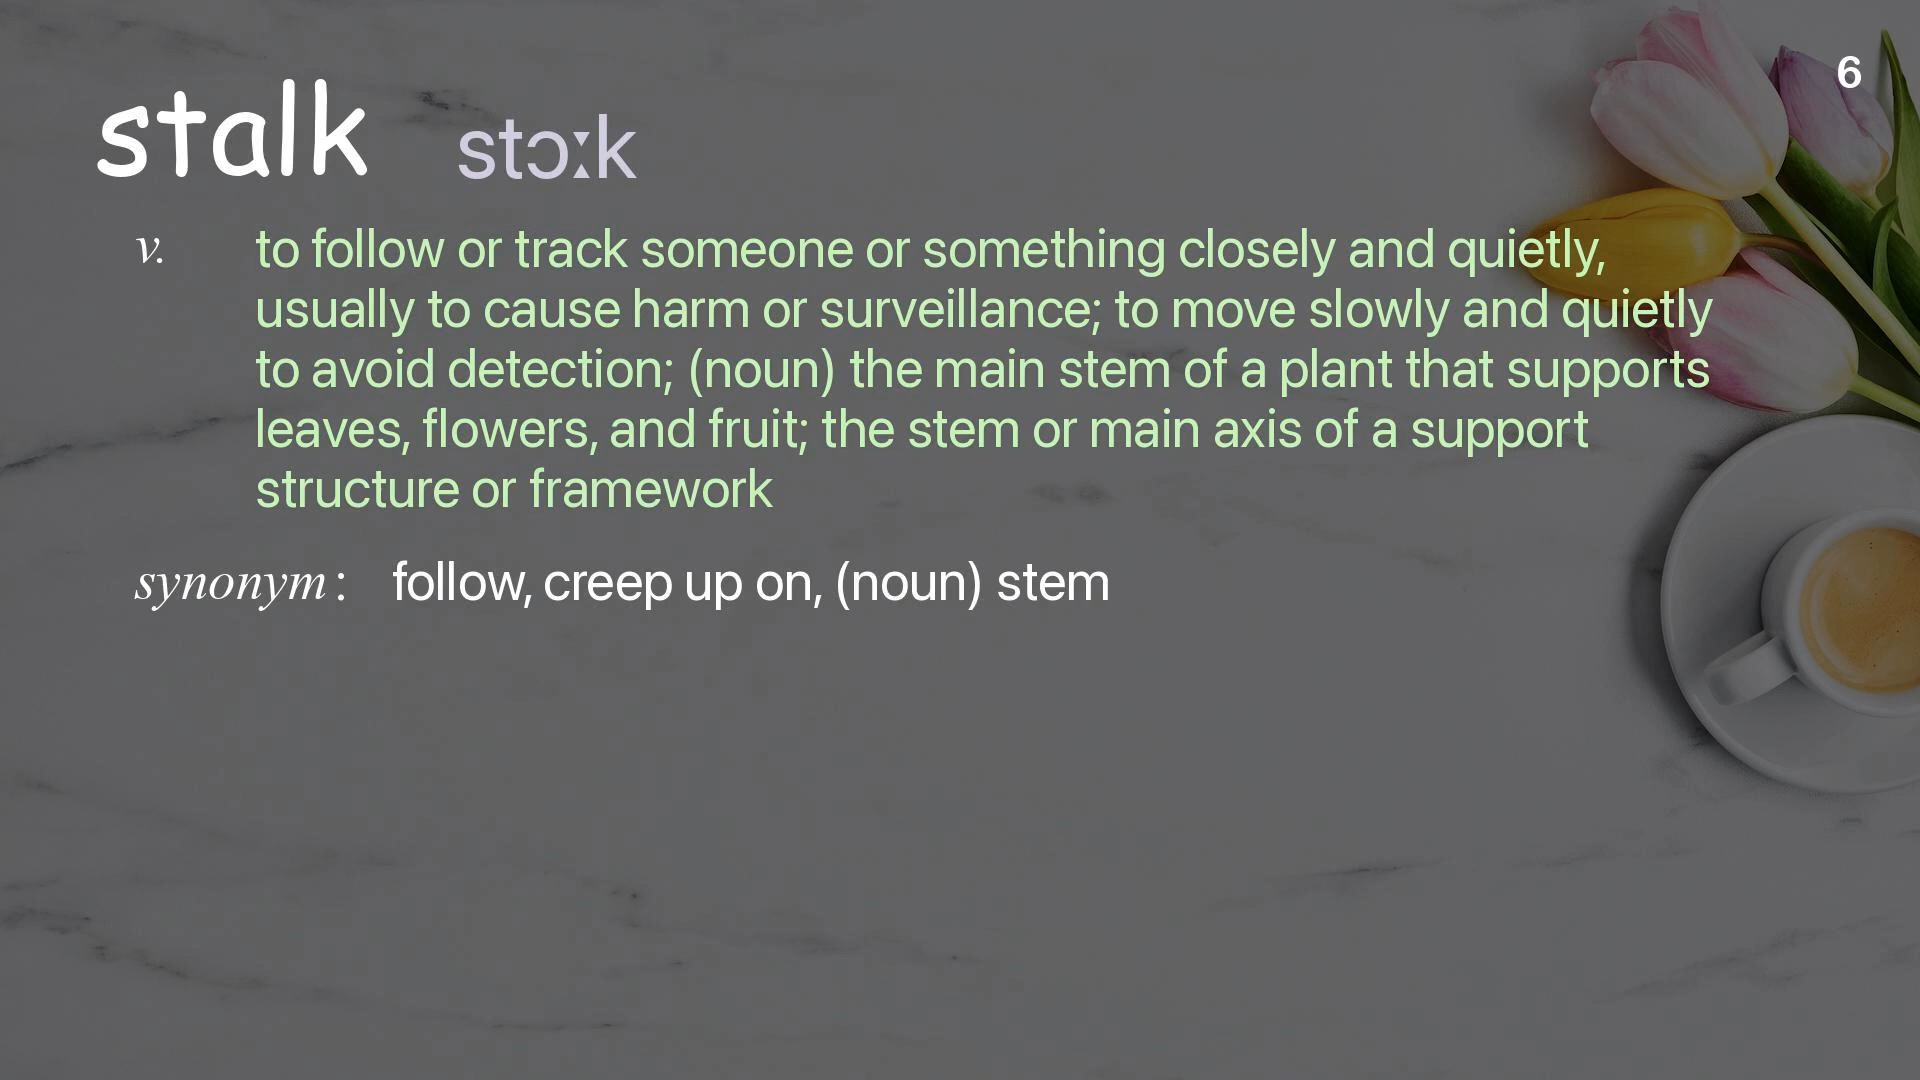 6
stalk stɔːk
v. to follow or track someone or something closely and quietly,
usually to cause harm or surveillance; to move slowly and quietly
to avoid detection; (noun) the main stem of a plant that supports
leaves, flowers, and fruit; the stem or main axis of a support
structure or framework
synonym: follow, creep up on, (noun) stem